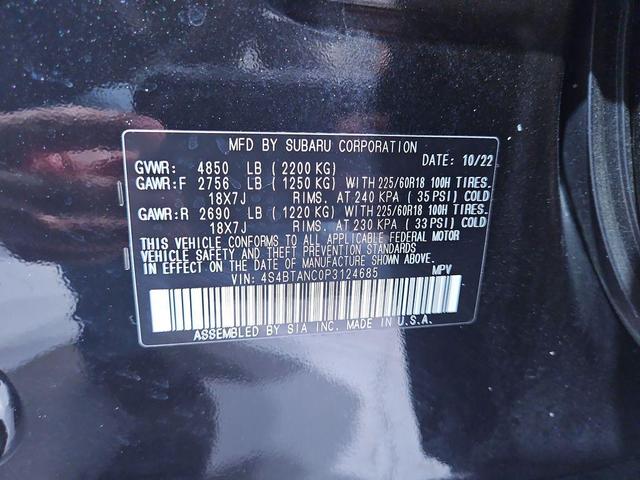 MFD BY SUBARU CORPORATION
GVWR: 4850 LB (2200 KG) DATE: 10/22
GAWR:F 2756 LB (1250 KG) WITH 225/60R18 100H TIRES.
18X7J RIMS. AT 240 KPA (35 PSI) COLD
GAWR:R 2690 LB (1220 KG) WITH 225/60R18 100H TIRES.
18X7J RIMS. AT 230 KPA (33 PSI) COLD
THIS VEHICLE CONFORMS TO ALL APPLICABLE FEDERAL MOTOR
VEHICLE SAFETY AND THEFT PREVENTION STANDARDS
IN EFFECT ON THE DATE OF MANUFACTURE SHOWN ABOVE.
VIN: 4S4BTANC0P3124685 MPV
ASSEMBLED BY SIA INC. MADE IN U.S.A.